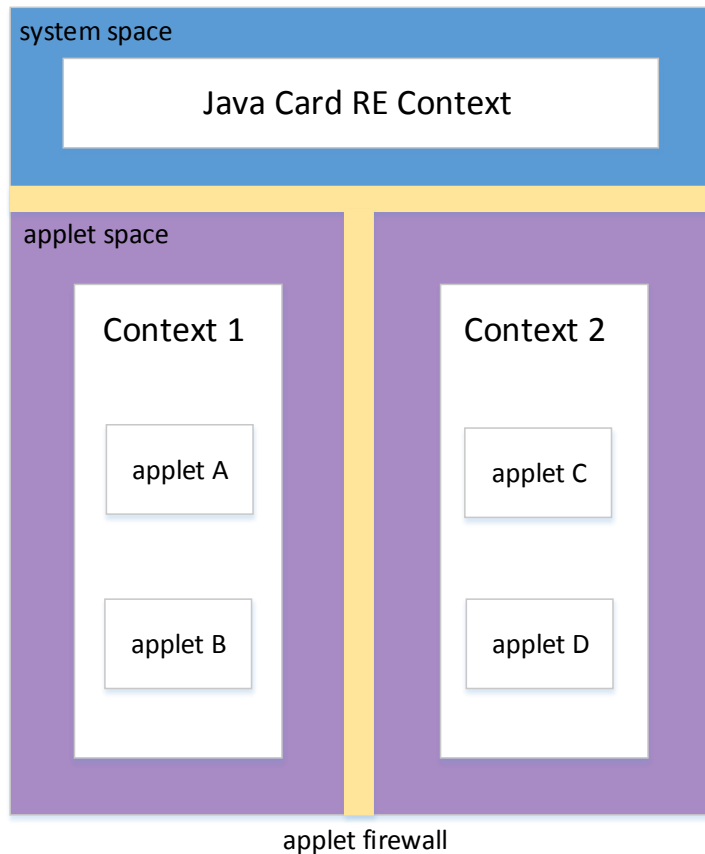 system space
Java Card RE Context
applet space
Context 1
applet A
applet B
Context 2
applet C
applet D
applet firewall